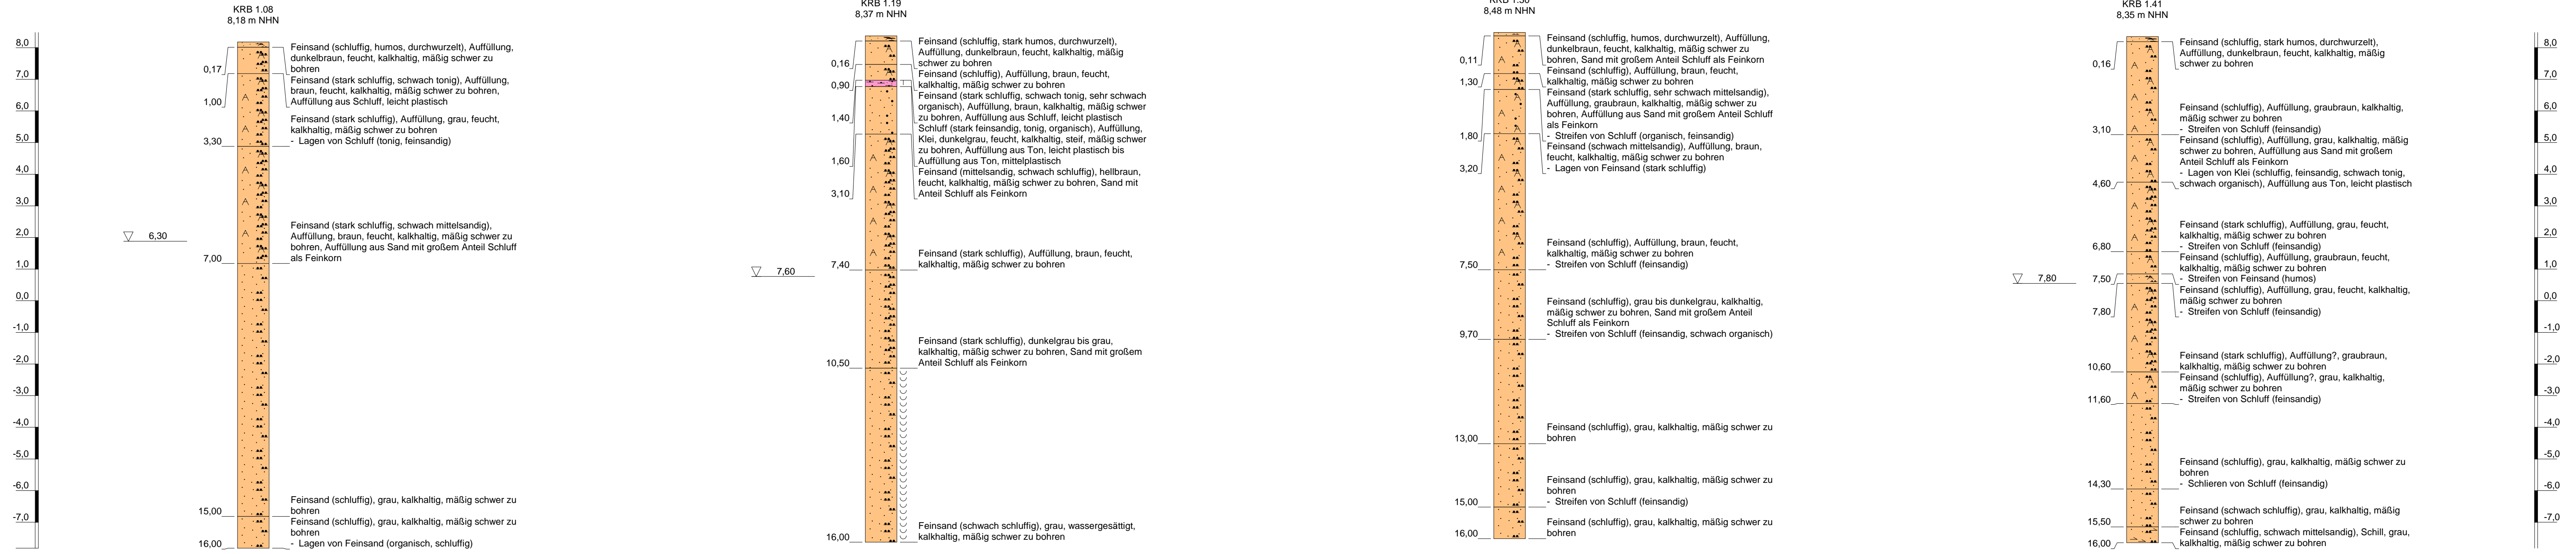 KRB 1.08
8,18 m NHN
8,0
7,0
6,0
5,0
4,0
3,0
2,0
1,0
0,0
-1,0
-2,0
-3,0
-4,0
-5,0
-6,0
-7,0
6,30
0,17
1,00
3,30
7,00
15,00
16,00
Feinsand (schluffig, humos, durchwurzelt), Auffüllung,
dunkelbraun, feucht, kalkhaltig, mäßig schwer zu
bohren
Feinsand (stark schluffig, schwach tonig), Auffüllung,
braun, feucht, kalkhaltig, mäßig schwer zu bohren,
Auffüllung aus Schluff, leicht plastisch
Feinsand (stark schluffig), Auffüllung, grau, feucht,
kalkhaltig, mäßig schwer zu bohren
- Lagen von Schluff (tonig, feinsandig)
Feinsand (stark schluffig, schwach mittelsandig),
Auffüllung, braun, feucht, kalkhaltig, mäßig schwer zu
bohren, Auffüllung aus Sand mit großem Anteil Schluff
als Feinkorn
Feinsand (schluffig), grau, kalkhaltig, mäßig schwer zu
bohren
Feinsand (schluffig), grau, kalkhaltig, mäßig schwer zu
bohren
- Lagen von Feinsand (organisch, schluffig)
KRB 1.19
8,37 m NHN
7,60
0,16
0,90
1,40
1,60
3,10
7,40
10,50
16,00
Feinsand (schluffig, stark humos, durchwurzelt),
Auffüllung, dunkelbraun, feucht, kalkhaltig, mäßig
schwer zu bohren
Feinsand (schluffig), Auffüllung, braun, feucht,
kalkhaltig, mäßig schwer zu bohren
Feinsand (stark schluffig, schwach tonig, sehr schwach
organisch), Auffüllung, braun, kalkhaltig, mäßig schwer
zu bohren, Auffüllung aus Schluff, leicht plastisch
Schluff (stark feinsandig, tonig, organisch), Auffüllung,
Klei, dunkelgrau, feucht, kalkhaltig, steif, mäßig schwer
zu bohren, Auffüllung aus Ton, leicht plastisch bis
Auffüllung aus Ton, mittelplastisch
Feinsand (mittelsandig, schwach schluffig), hellbraun,
feucht, kalkhaltig, mäßig schwer zu bohren, Sand mit
Anteil Schluff als Feinkorn
Feinsand (stark schluffig), Auffüllung, braun, feucht,
kalkhaltig, mäßig schwer zu bohren
Feinsand (stark schluffig), dunkelgrau bis grau,
kalkhaltig, mäßig schwer zu bohren, Sand mit großem
Anteil Schluff als Feinkorn
Feinsand (schwach schluffig), grau, wassergesättigt,
kalkhaltig, mäßig schwer zu bohren
8,48 m NHN
0,11
1,30
1,80
3,20
7,50
9,70
13,00
15,00
16,00
Feinsand (schluffig, humos, durchwurzelt), Auffüllung,
dunkelbraun, feucht, kalkhaltig, mäßig schwer zu
bohren, Sand mit großem Anteil Schluff als Feinkorn
Feinsand (schluffig), Auffüllung, braun, feucht,
kalkhaltig, mäßig schwer zu bohren
Feinsand (stark schluffig, sehr schwach mittelsandig),
Auffüllung, graubraun, kalkhaltig, mäßig schwer zu
bohren, Auffüllung aus Sand mit großem Anteil Schluff
als Feinkorn
- Streifen von Schluff (organisch, feinsandig)
Feinsand (schwach mittelsandig), Auffüllung, braun,
feucht, kalkhaltig, mäßig schwer zu bohren
- Lagen von Feinsand (stark schluffig)
Feinsand (schluffig), Auffüllung, braun, feucht,
kalkhaltig, mäßig schwer zu bohren
- Streifen von Schluff (feinsandig)
Feinsand (schluffig), grau bis dunkelgrau, kalkhaltig,
mäßig schwer zu bohren, Sand mit großem Anteil
Schluff als Feinkorn
- Streifen von Schluff (feinsandig, schwach organisch)
Feinsand (schluffig), grau, kalkhaltig, mäßig schwer zu
bohren
Feinsand (schluffig), grau, kalkhaltig, mäßig schwer zu
bohren
- Streifen von Schluff (feinsandig)
Feinsand (schluffig), grau, kalkhaltig, mäßig schwer zu
bohren
KRB 1.41
8,35 m NHN
7,80
0,16
3,10
4,60
6,80
7,50
7,80
10,60
11,60
14,30
15,50
16,00
Feinsand (schluffig, stark humos, durchwurzelt),
Auffüllung, dunkelbraun, feucht, kalkhaltig, mäßig
schwer zu bohren
Feinsand (schluffig), Auffüllung, graubraun, kalkhaltig,
mäßig schwer zu bohren
- Streifen von Schluff (feinsandig)
Feinsand (schluffig), Auffüllung, grau, kalkhaltig, mäßig
schwer zu bohren, Auffüllung aus Sand mit großem
Anteil Schluff als Feinkorn
- Lagen von Klei (schluffig, feinsandig, schwach tonig,
schwach organisch), Auffüllung aus Ton, leicht plastisch
Feinsand (stark schluffig), Auffüllung, grau, feucht,
kalkhaltig, mäßig schwer zu bohren
- Streifen von Schluff (feinsandig)
Feinsand (schluffig), Auffüllung, graubraun, feucht,
kalkhaltig, mäßig schwer zu bohren
- Streifen von Feinsand (humos)
Feinsand (schluffig), Auffüllung, grau, feucht, kalkhaltig,
mäßig schwer zu bohren
- Streifen von Schluff (feinsandig)
Feinsand (stark schluffig), Auffüllung?, graubraun,
kalkhaltig, mäßig schwer zu bohren
Feinsand (schluffig), Auffüllung?, grau, kalkhaltig,
mäßig schwer zu bohren
- Streifen von Schluff (feinsandig)
Feinsand (schluffig), grau, kalkhaltig, mäßig schwer zu
bohren
- Schlieren von Schluff (feinsandig)
Feinsand (schwach schluffig), grau, kalkhaltig, mäßig
schwer zu bohren
Feinsand (schluffig, schwach mittelsandig), Schill, grau,
kalkhaltig, mäßig schwer zu bohren
8,0
7,0
6,0
5,0
4,0
3,0
2,0
1,0
0,0
-1,0
-2,0
-3,0
-4,0
-5,0
-6,0
-7,0